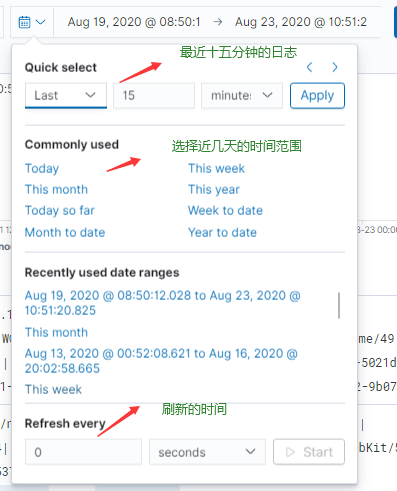 Aug 19, 2020 @ 08:50:1 → Aug 23, 2020 @ 10:51:2
最近十五分钟的日志
Quick select
Last 15 minutes Apply
Commonly used 选择近几天的时间范围
Today This week
This month This year
Today so far Week to date
Month to date Year to date
Recently used date ranges
Aug 19, 2020 @ 08:50:12.028 to Aug 23, 2020 @
10:51:20.825
This month
Aug 13, 2020 @ 00:52:08.621 to Aug 16, 2020 @
20:02:58.665
This week
刷新的时间
Refresh every
0 seconds Start